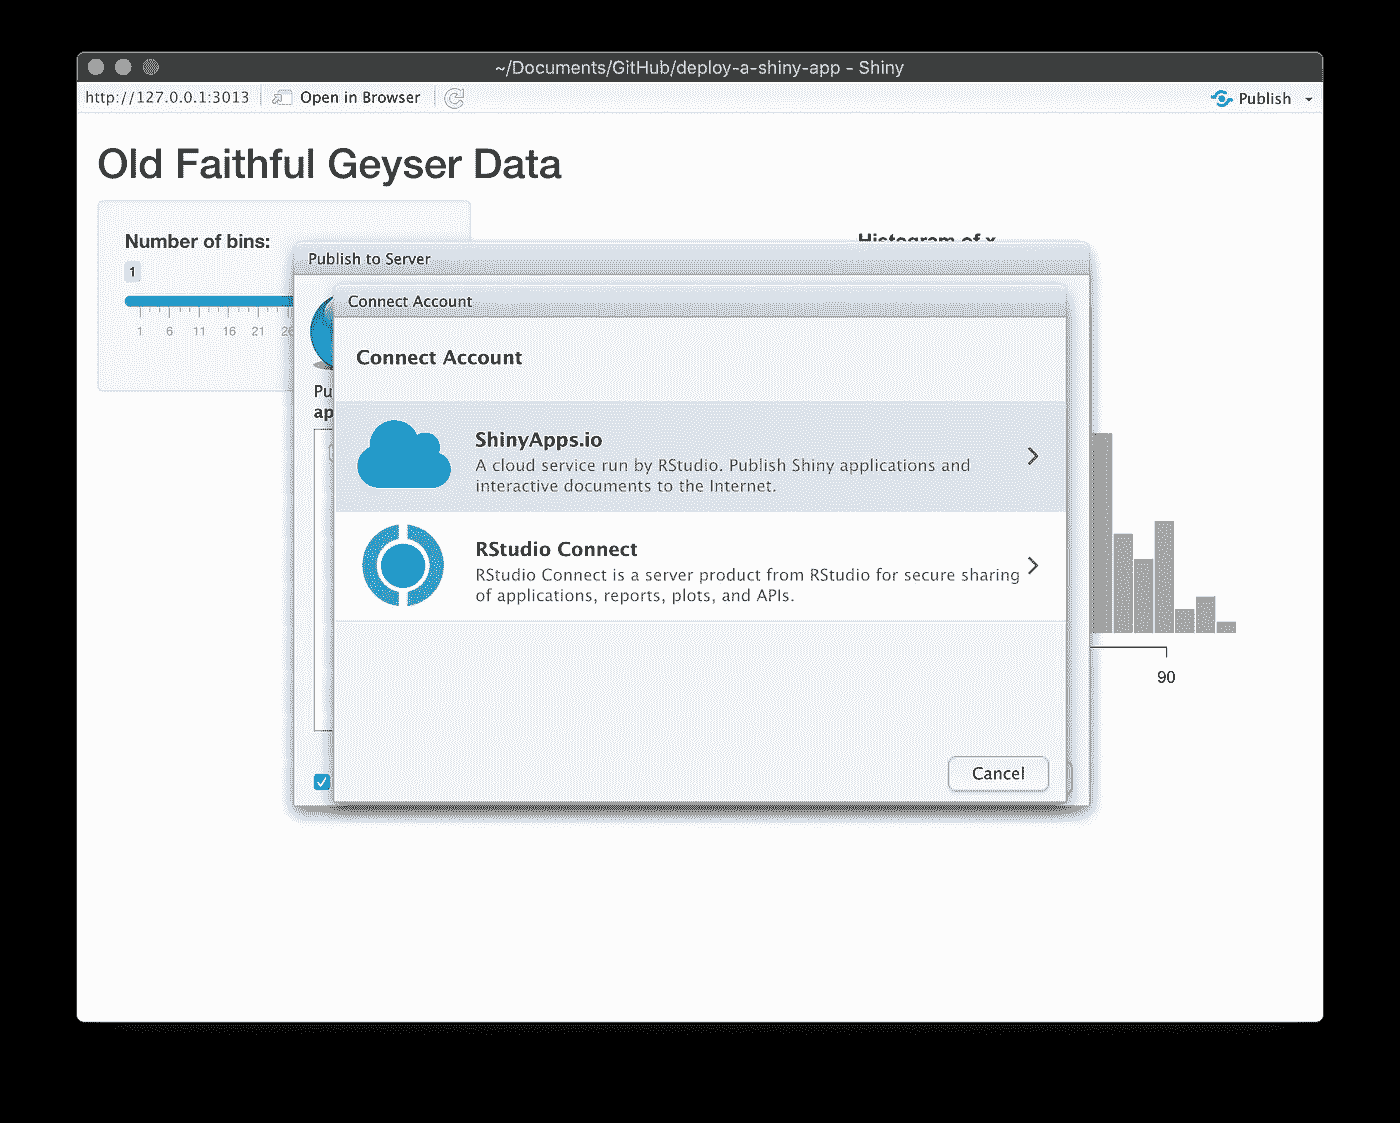 ~/Documents/GitHub/deploy-a-shiny-app - Shiny
http://127.0.0.1:3013 Open in Browser Publish
Old Faithful Geyser Data
Number of bins:
1
1 6 11 16 21 26
Publish to Server
Connect Account
Connect Account
ShinyApps.io
A cloud service run by RStudio. Publish Shiny applications and
interactive documents to the Internet.
RStudio Connect
RStudio Connect is a server product from RStudio for secure sharing
of applications, reports, plots, and APIs.
Cancel
Histogram of x
90